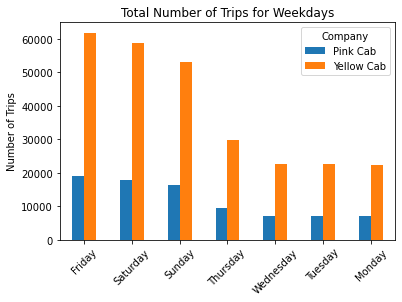 Total Number of Trips for Weekdays
Company
Pink Cab
Yellow Cab
Number of Trips
60000
50000
40000
30000
20000
10000
0
Friday
Saturday
Sunday
Thursday
Wednesday
Tuesday
Monday